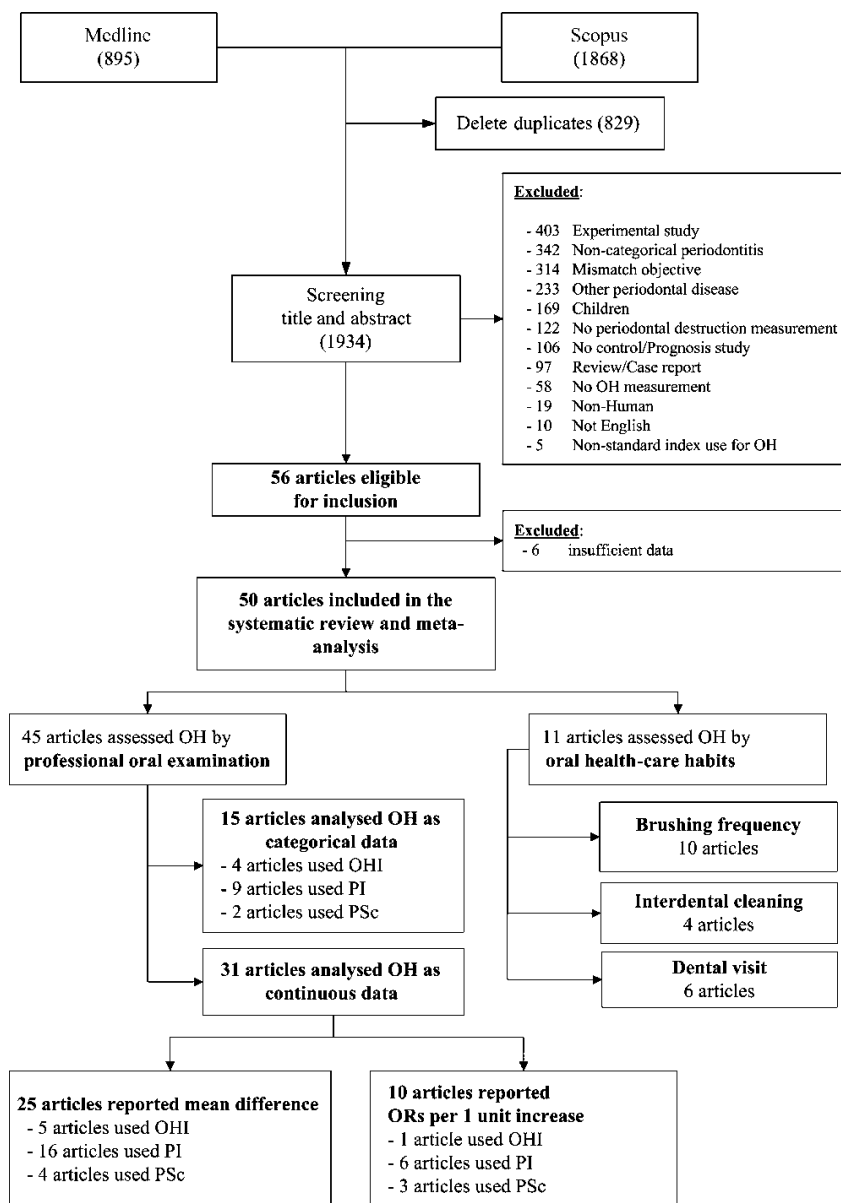 Medline
(895)
Scopus
(1868)
Delete duplicates (829)
Excluded:
- 403 Experimental study
- 342 Non-categorical periodontitis
- 314 Mismatch objective
- 233 Other periodontal disease
- 169 Children
- 122 No periodontal destruction measurement
- 106 No control/Prognosis study
- 97 Review/Case report
- 58 No OH measurement
- 19 Non-Human
- 10 Not English
- 5 Non-standard index use for OH
Screening
title and abstract
(1934)
56 articles eligible
for inclusion
Excluded:
- 6 insufficient data
50 articles included in the
systematic review and meta-
analysis
45 articles assessed OH by
professional oral examination
11 articles assessed OH by
oral health-care habits
15 articles analysed OH as
categorical data
- 4 articles used OHI
- 9 articles used PI
- 2 articles used PSc
Brushing frequency
10 articles
Interdental cleaning
4 articles
Dental visit
6 articles
31 articles analysed OH as
continuous data
25 articles reported mean difference
- 5 articles used OHI
- 16 articles used PI
- 4 articles used PSc
10 articles reported
ORs per 1 unit increase
- 1 article used OHI
- 6 articles used PI
- 3 articles used PSc